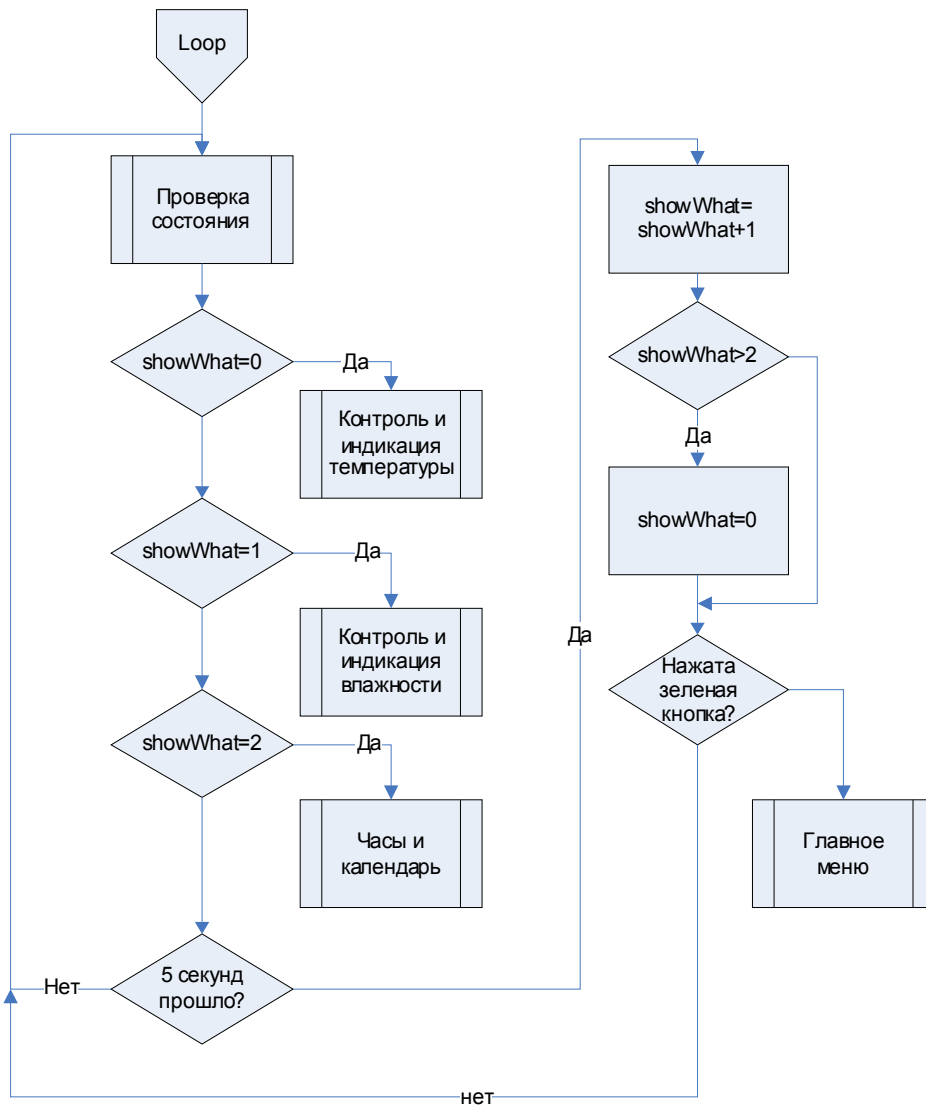 Loop
Проверка
состояния
showWhat=0
Да
Контроль и
индикация
температуры
showWhat=1
Да
Контроль и
индикация
влажности
showWhat=2
Да
Часы и
календарь
5 секунд
прошло?
Нет
Да
showWhat=
showWhat+1
showWhat>2
Да
showWhat=0
Нажата
зеленая
кнопка?
Главное
меню
нет